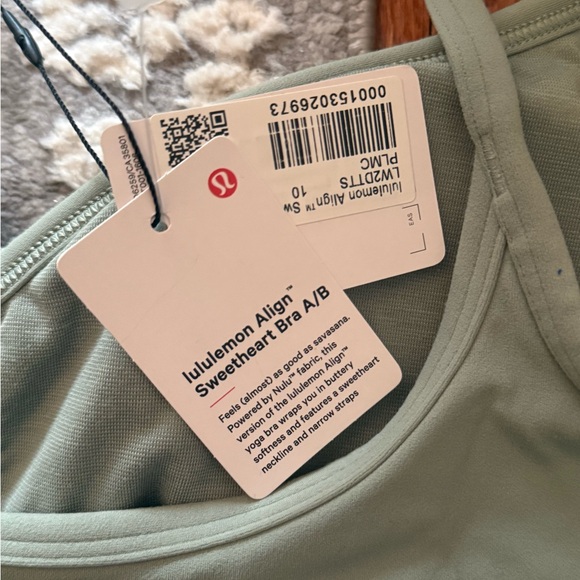 lululemon Align™
Sweetheart Bra A/B
Feels (almost) as good as savasana.
Powered by Nulu™ fabric, this
version of the lululemon Align™
yoga bra wraps you in buttery
softness and features a sweetheart
neckline and narrow straps
0001153026973
lululemon Align™ Sw
10
LW2DTTS
PLMC
EAS